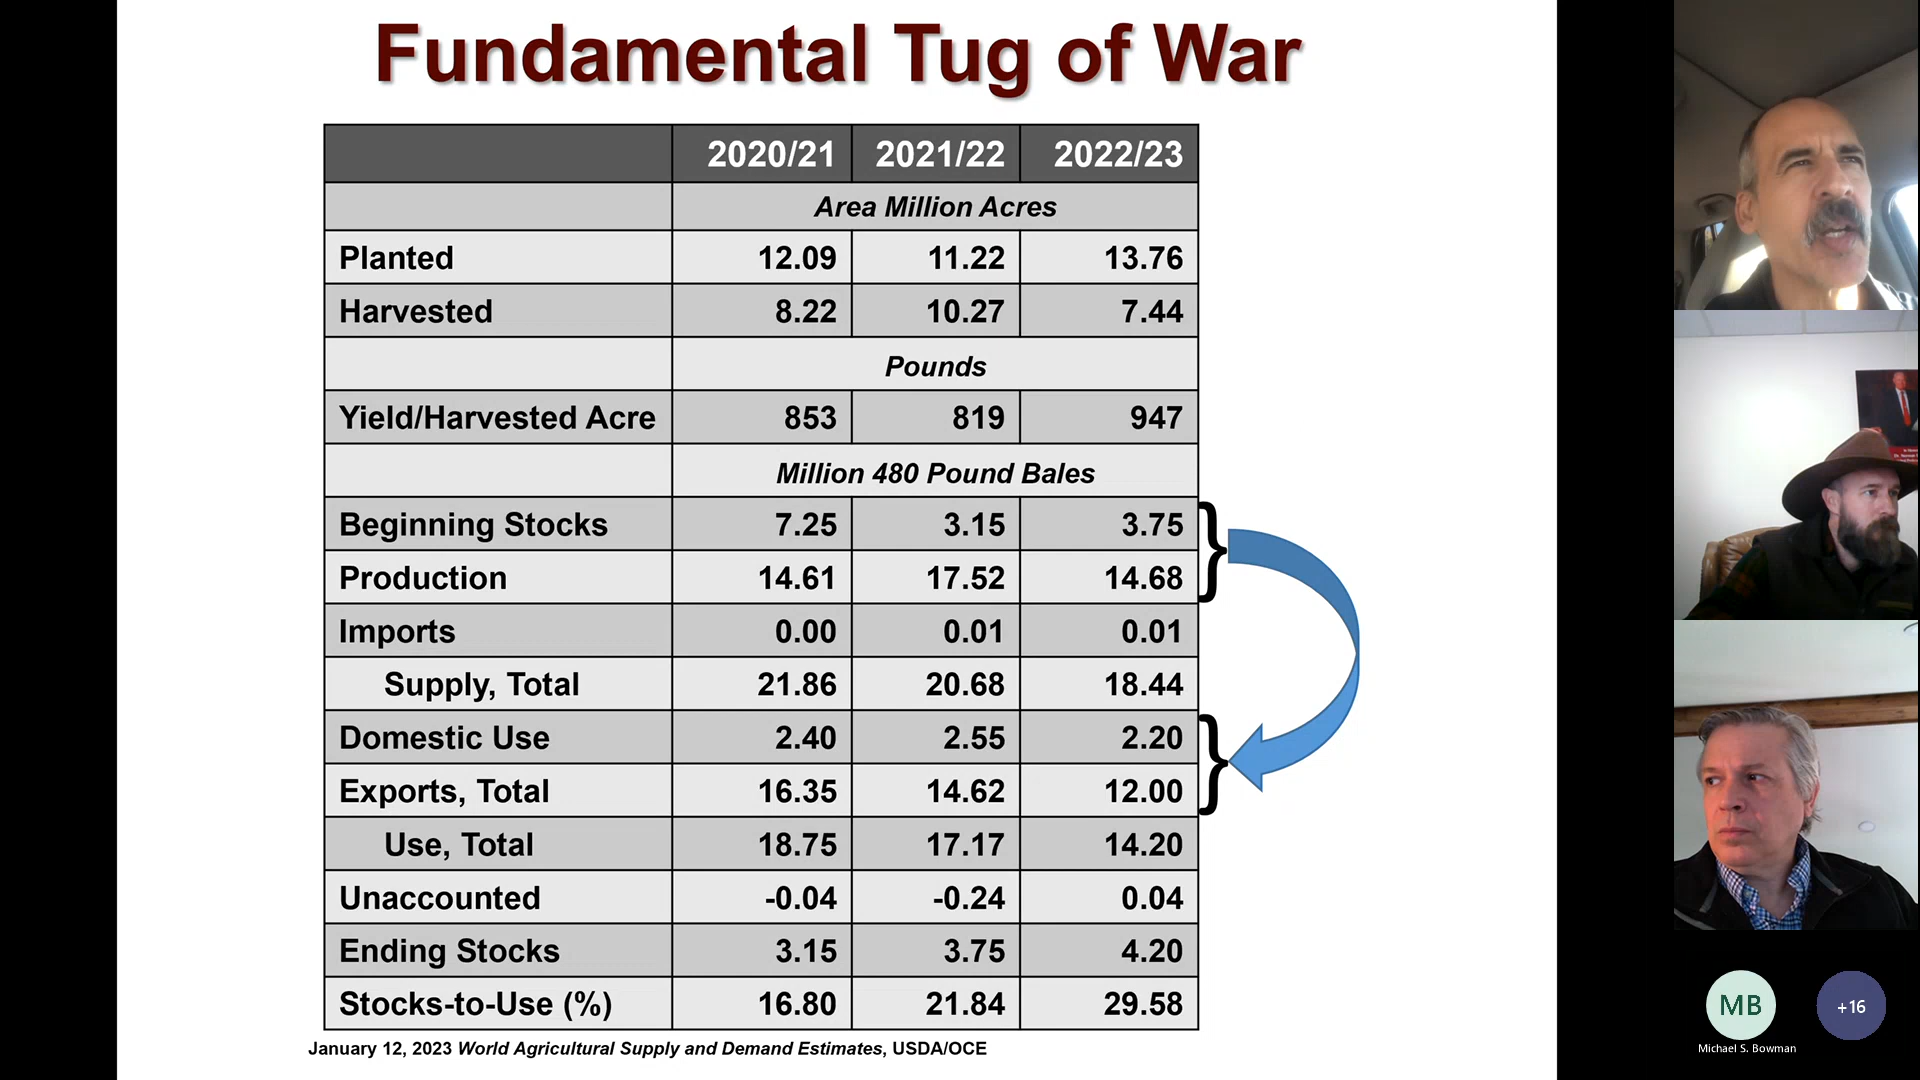 Fundamental Tug of War
2020/21 2021/22 2022/23
Area Million Acres
Planted 12.09 11.22 13.76
Harvested 8.22 10.27 7.44
Pounds
Yield/Harvested Acre 853 819 947
Million 480 Pound Bales
Beginning Stocks 7.25 3.15 3.75
Production 14.61 17.52 14.68
Imports 0.00 0.01 0.01
Supply, Total 21.86 20.68 18.44
Domestic Use 2.40 2.55 2.20
Exports, Total 16.35 14.62 12.00
Use, Total 18.75 17.17 14.20
Unaccounted -0.04 -0.24 0.04
Ending Stocks 3.15 3.75 4.20
Stocks-to-Use (%) 16.80 21.84 29.58
January 12, 2023 World Agricultural Supply and Demand Estimates, USDA/OCE
MB
+16
Michael S. Bowman